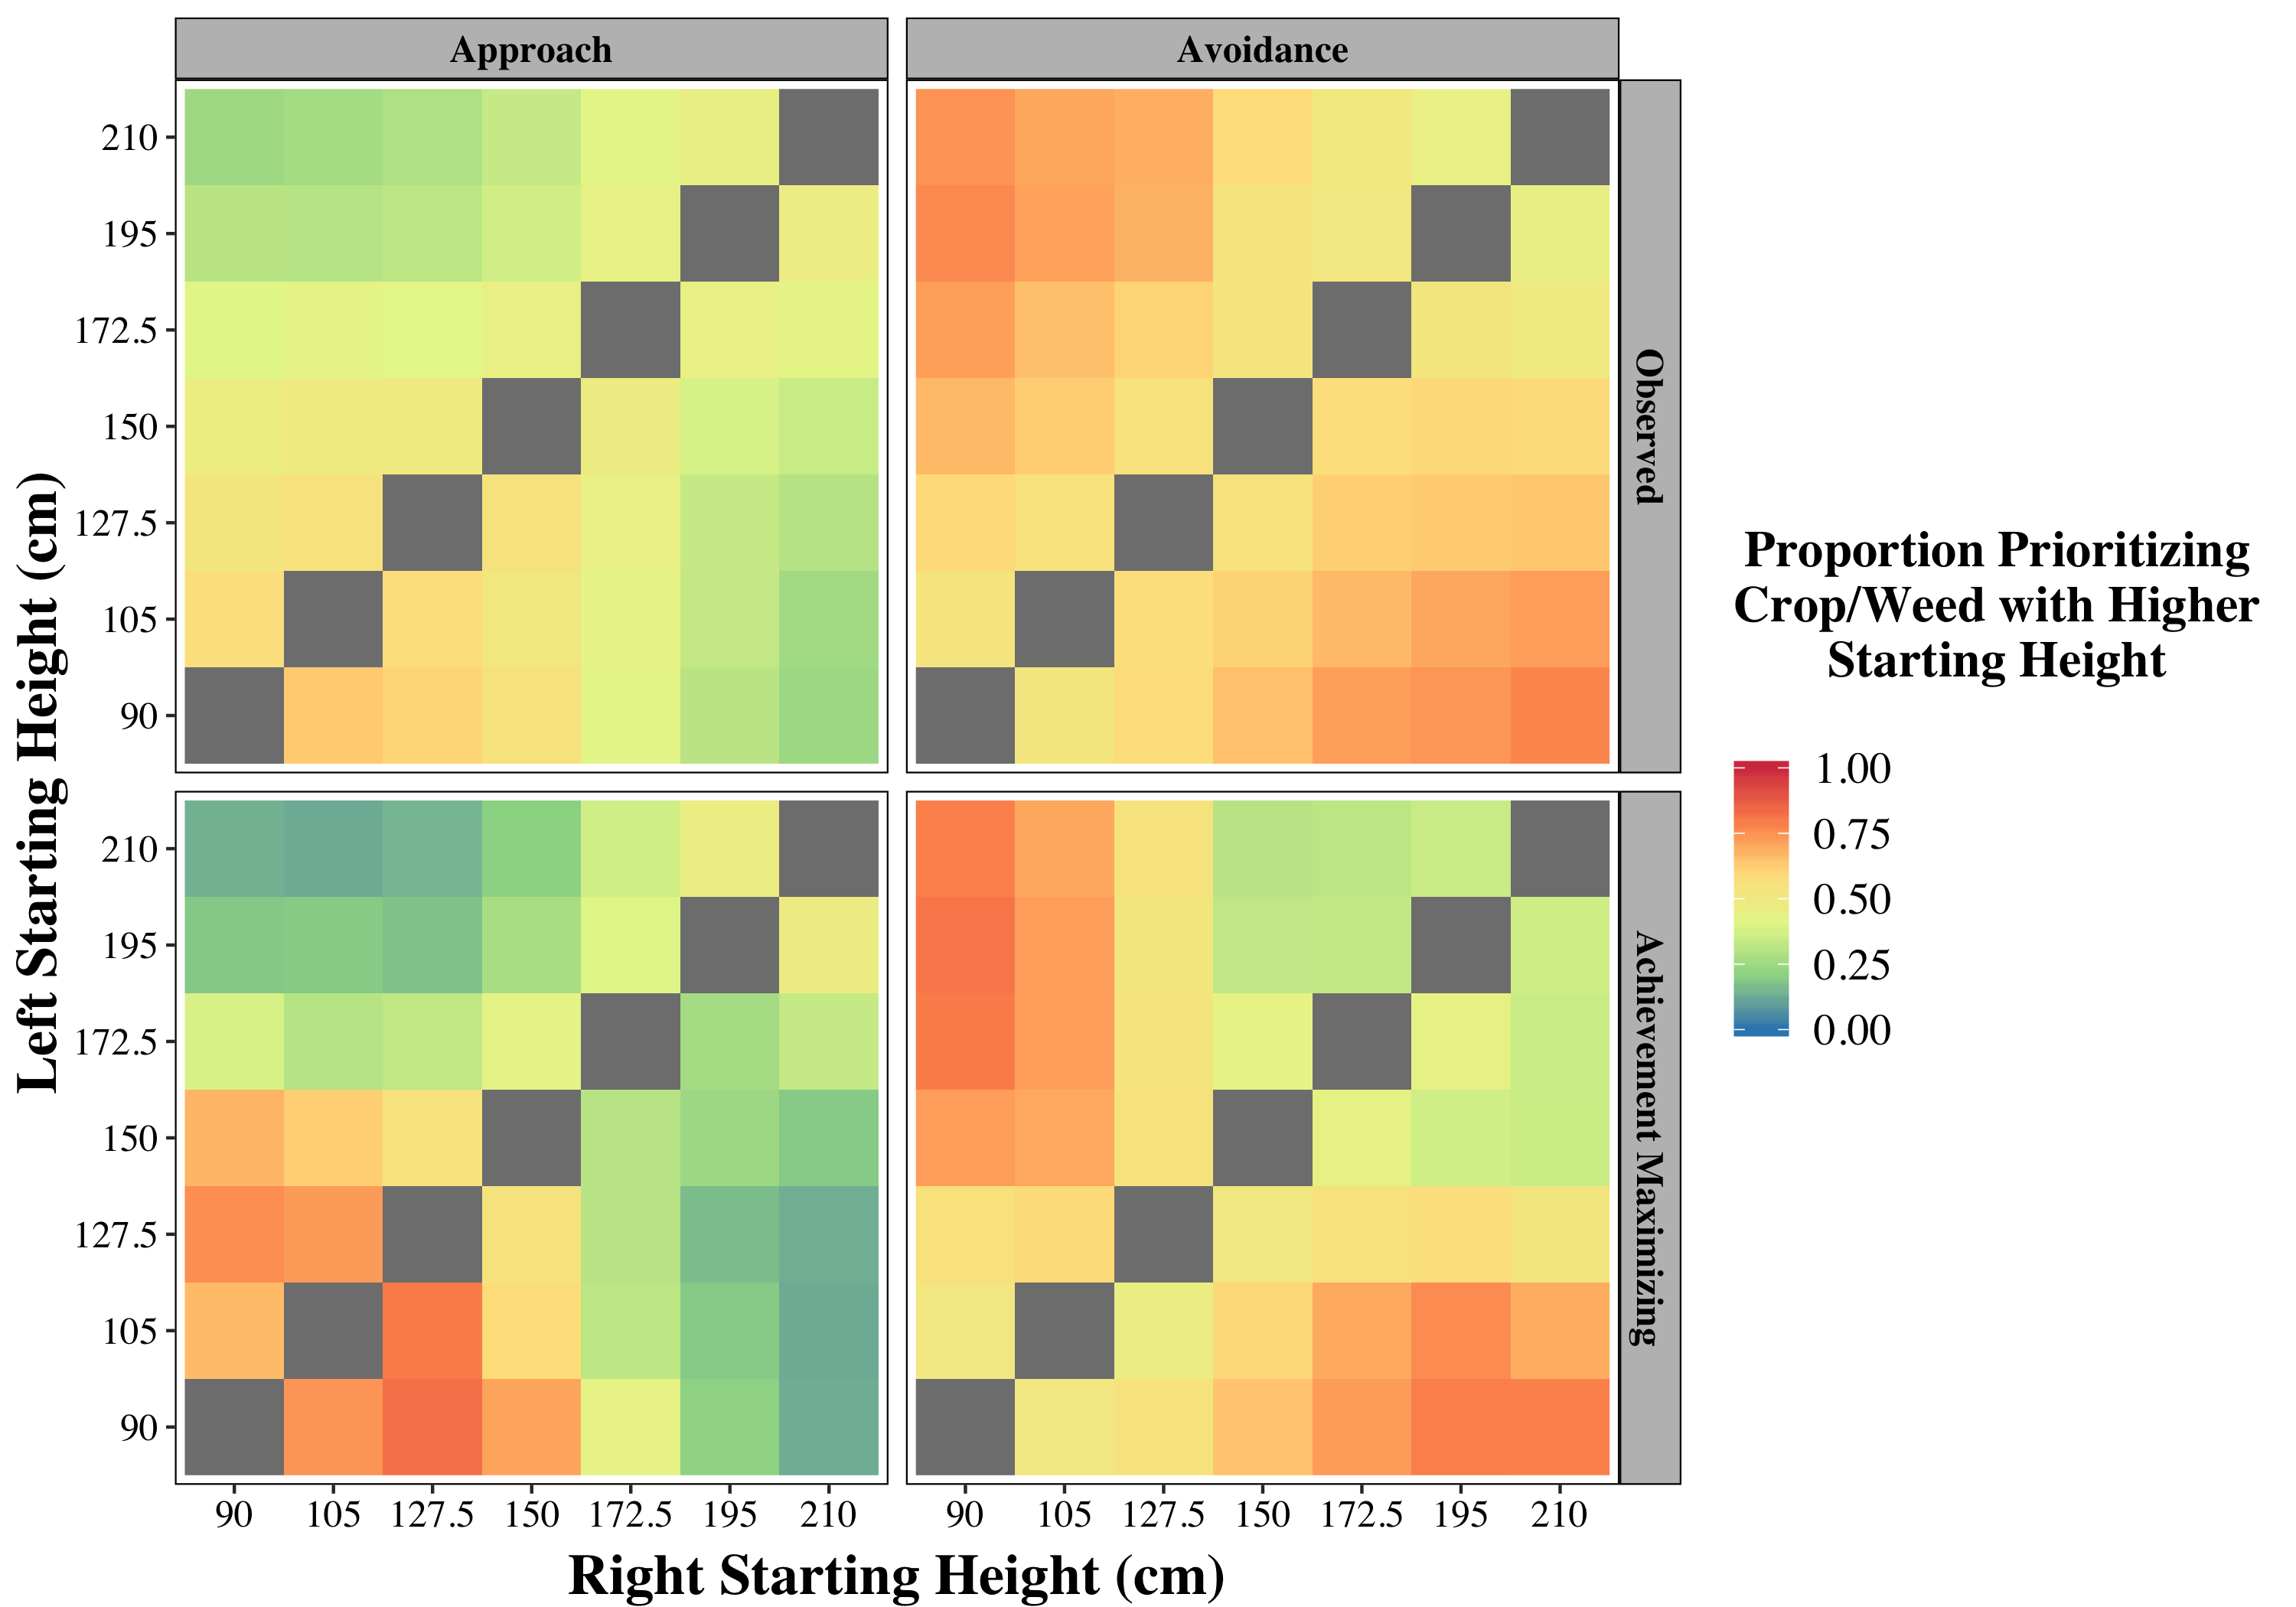 Approach
Avoidance
210
195
172.5
150
127.5
105
90
Observed
210
195
172.5
150
127.5
105
90
Achievement Maximizing
Left Starting Height (cm)
90 105 127.5 150 172.5 195 210
90 105 127.5 150 172.5 195 210
Right Starting Height (cm)
Proportion Prioritizing
Crop/Weed with Higher
Starting Height
1.00
0.75
0.50
0.25
0.00